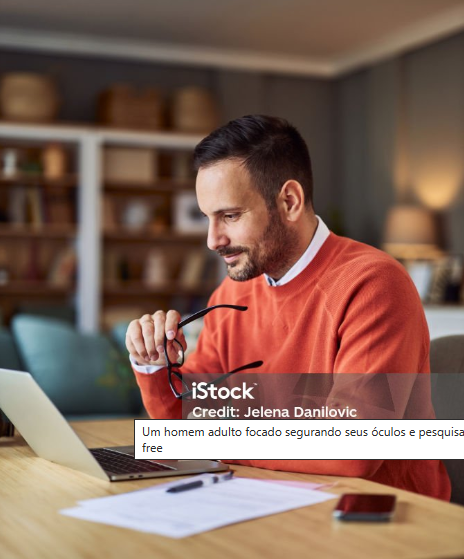 iStock
Credit: Jelena Danilovic
Um homem adulto focado segurando seus óculos e pesquisa
free